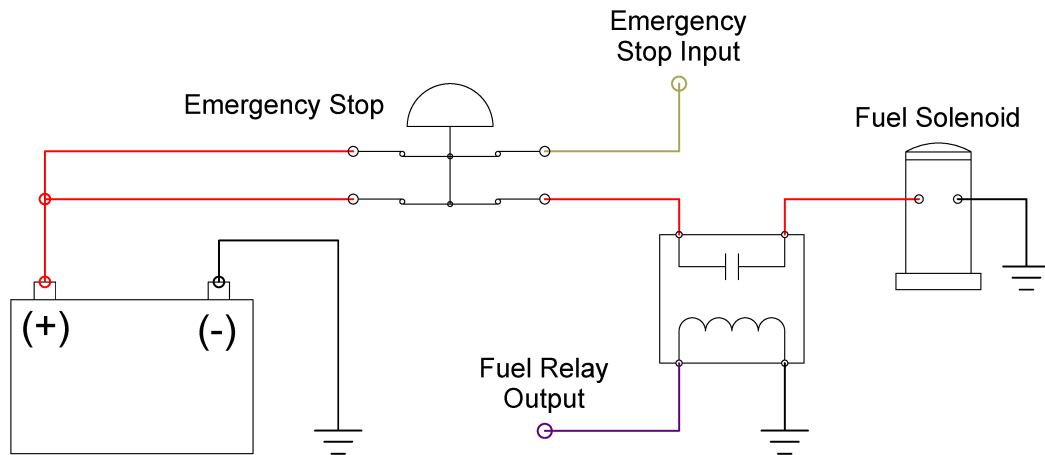 Emergency
Stop Input
Emergency Stop
Fuel Solenoid
(+)
(-)
Fuel Relay
Output